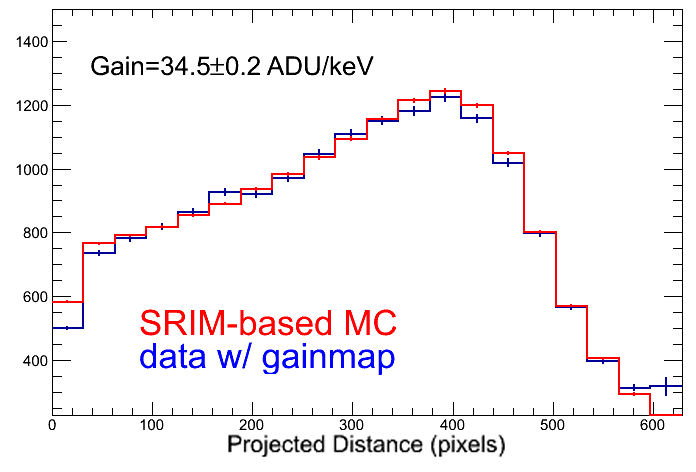 1400
Gain=34.5±0.2 ADU/keV
1200
1000
800
600
SRIM-based MC
data w/ gainmap
400
0 100 200 300 400 500 600
Projected Distance (pixels)